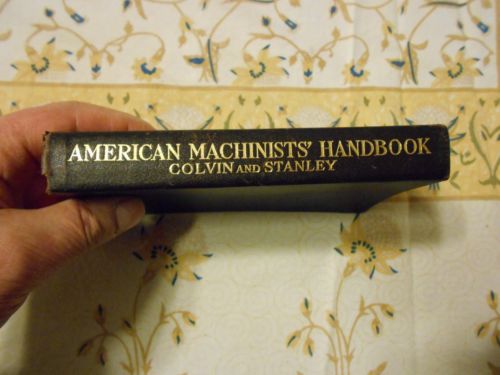 AMERICAN MACHINISTS' HANDBOOK
COLVIN AND STANLEY